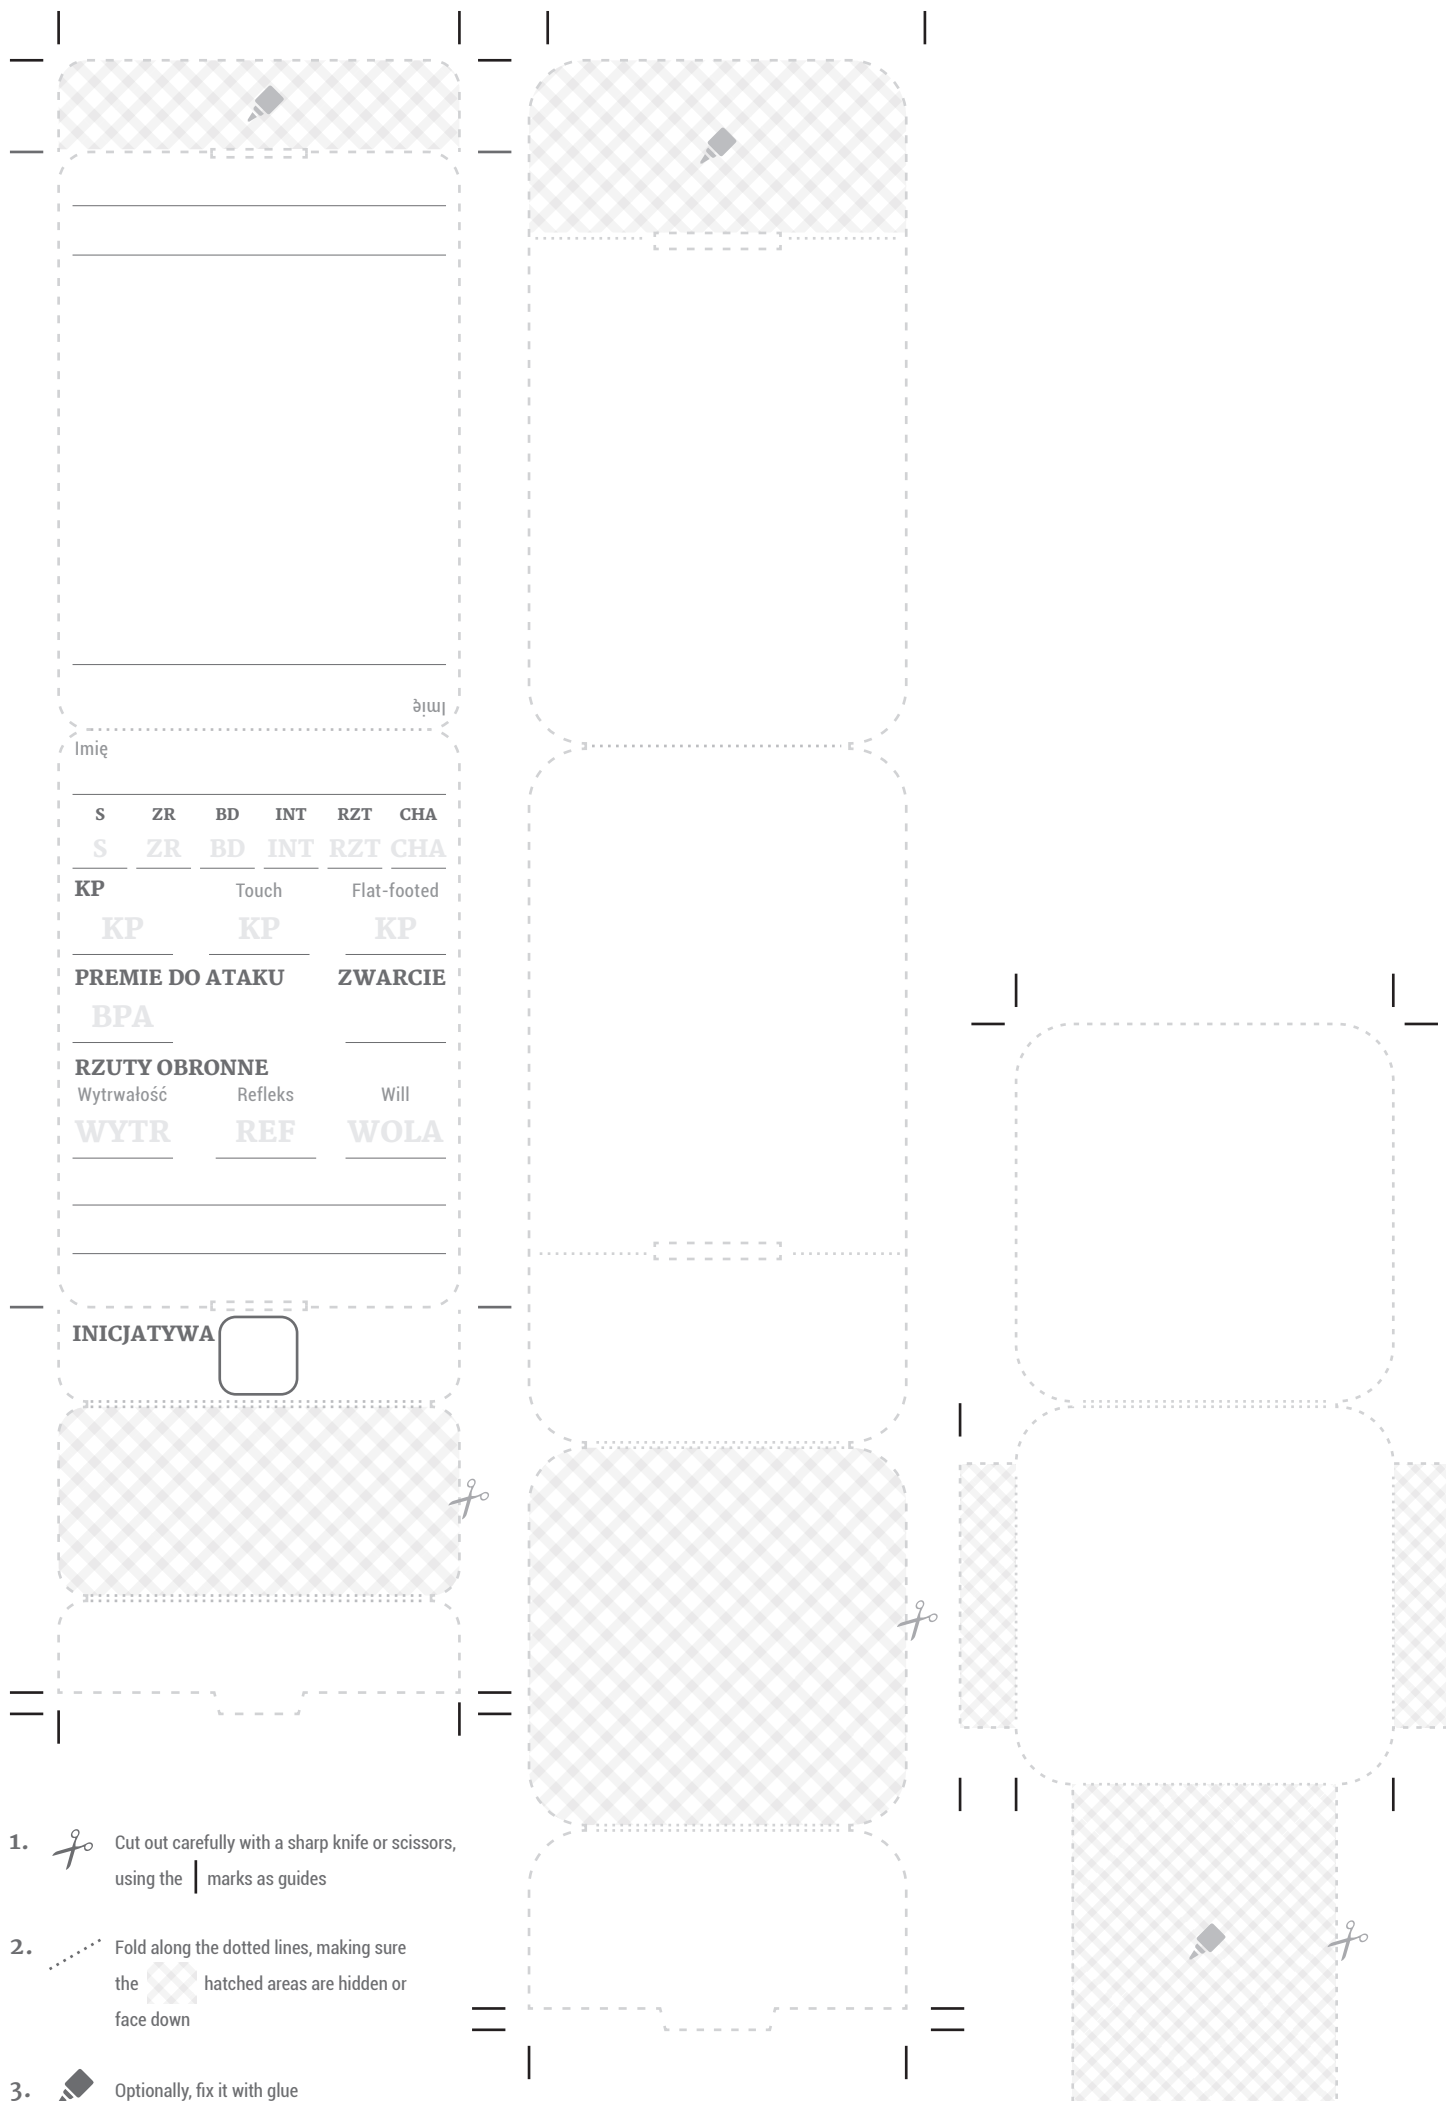 Imię
Imię
S ZR BD INT RZT CHA
S ZR BD INT RZT CHA
KP Touch Flat-footed
KP KP KP
PREMIE DO ATAKU ZWARCIE
BPA
RZUTY OBRONNE
Wytrwałość Refleks Will
WYTR REF WOLA
INICJATYWA
1. Cut out carefully with a sharp knife or scissors,
using the marks as guides
2. Fold along the dotted lines, making sure
the hatched areas are hidden or
face down
3. Optionally, fix it with glue